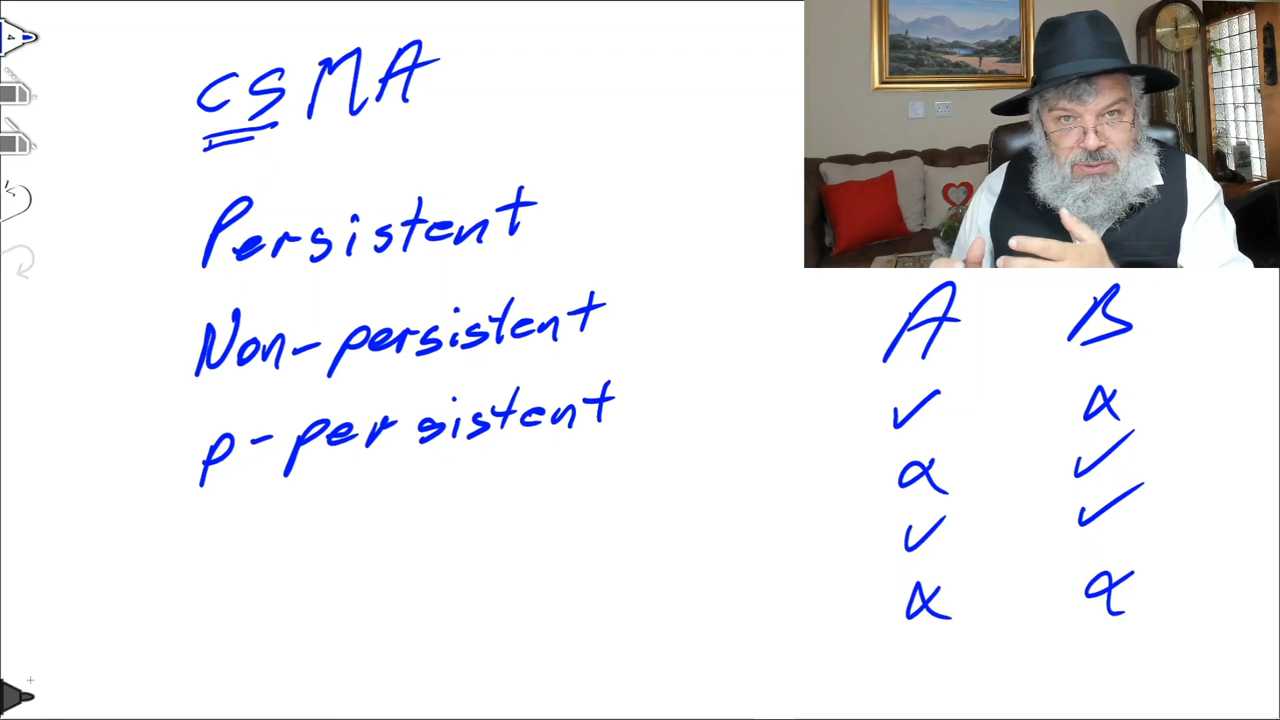 CSMA
Persistent
Non-persistent
p-persistent
A B
✓ x
x ✓
✓ ✓
x x